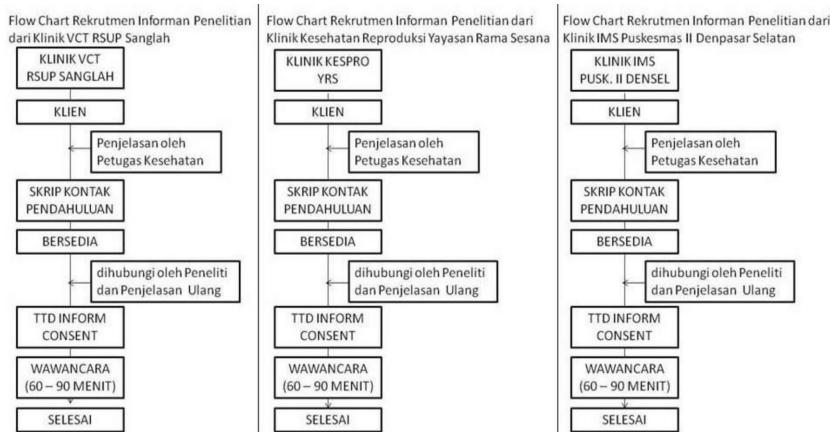 Flow Chart Rekrutmen Informan Penelitian
dari Klinik VCT RSUP Sanglah
KLINIK VCT
RSUP SANGLAH
KLIEN
Penjelasan oleh
Petugas Kesehatan
SKRIP KONTAK
PENDAHULUAN
BERSEDIA
dihubungi oleh Peneliti
dan Penjelasan Ulang
TTD INFORM
CONSENT
WAWANCARA
(60 – 90 MENIT)
SELESAI
Flow Chart Rekrutmen Informan Penelitian dari
Klinik Kesehatan Reproduksi Yayasan Rama Sesana
KLINIK KESPRO
YRS
KLIEN
Penjelasan oleh
Petugas Kesehatan
SKRIP KONTAK
PENDAHULUAN
BERSEDIA
dihubungi oleh Peneliti
dan Penjelasan Ulang
TTD INFORM
CONSENT
WAWANCARA
(60 – 90 MENIT)
SELESAI
Flow Chart Rekrutmen Informan Penelitian dari
Klinik IMS Puskesmas II Denpasar Selatan
KLINIK IMS
PUSK. II DENSEL
KLIEN
Penjelasan oleh
Petugas Kesehatan
SKRIP KONTAK
PENDAHULUAN
BERSEDIA
dihubungi oleh Peneliti
dan Penjelasan Ulang
TTD INFORM
CONSENT
WAWANCARA
(60 – 90 MENIT)
SELESAI